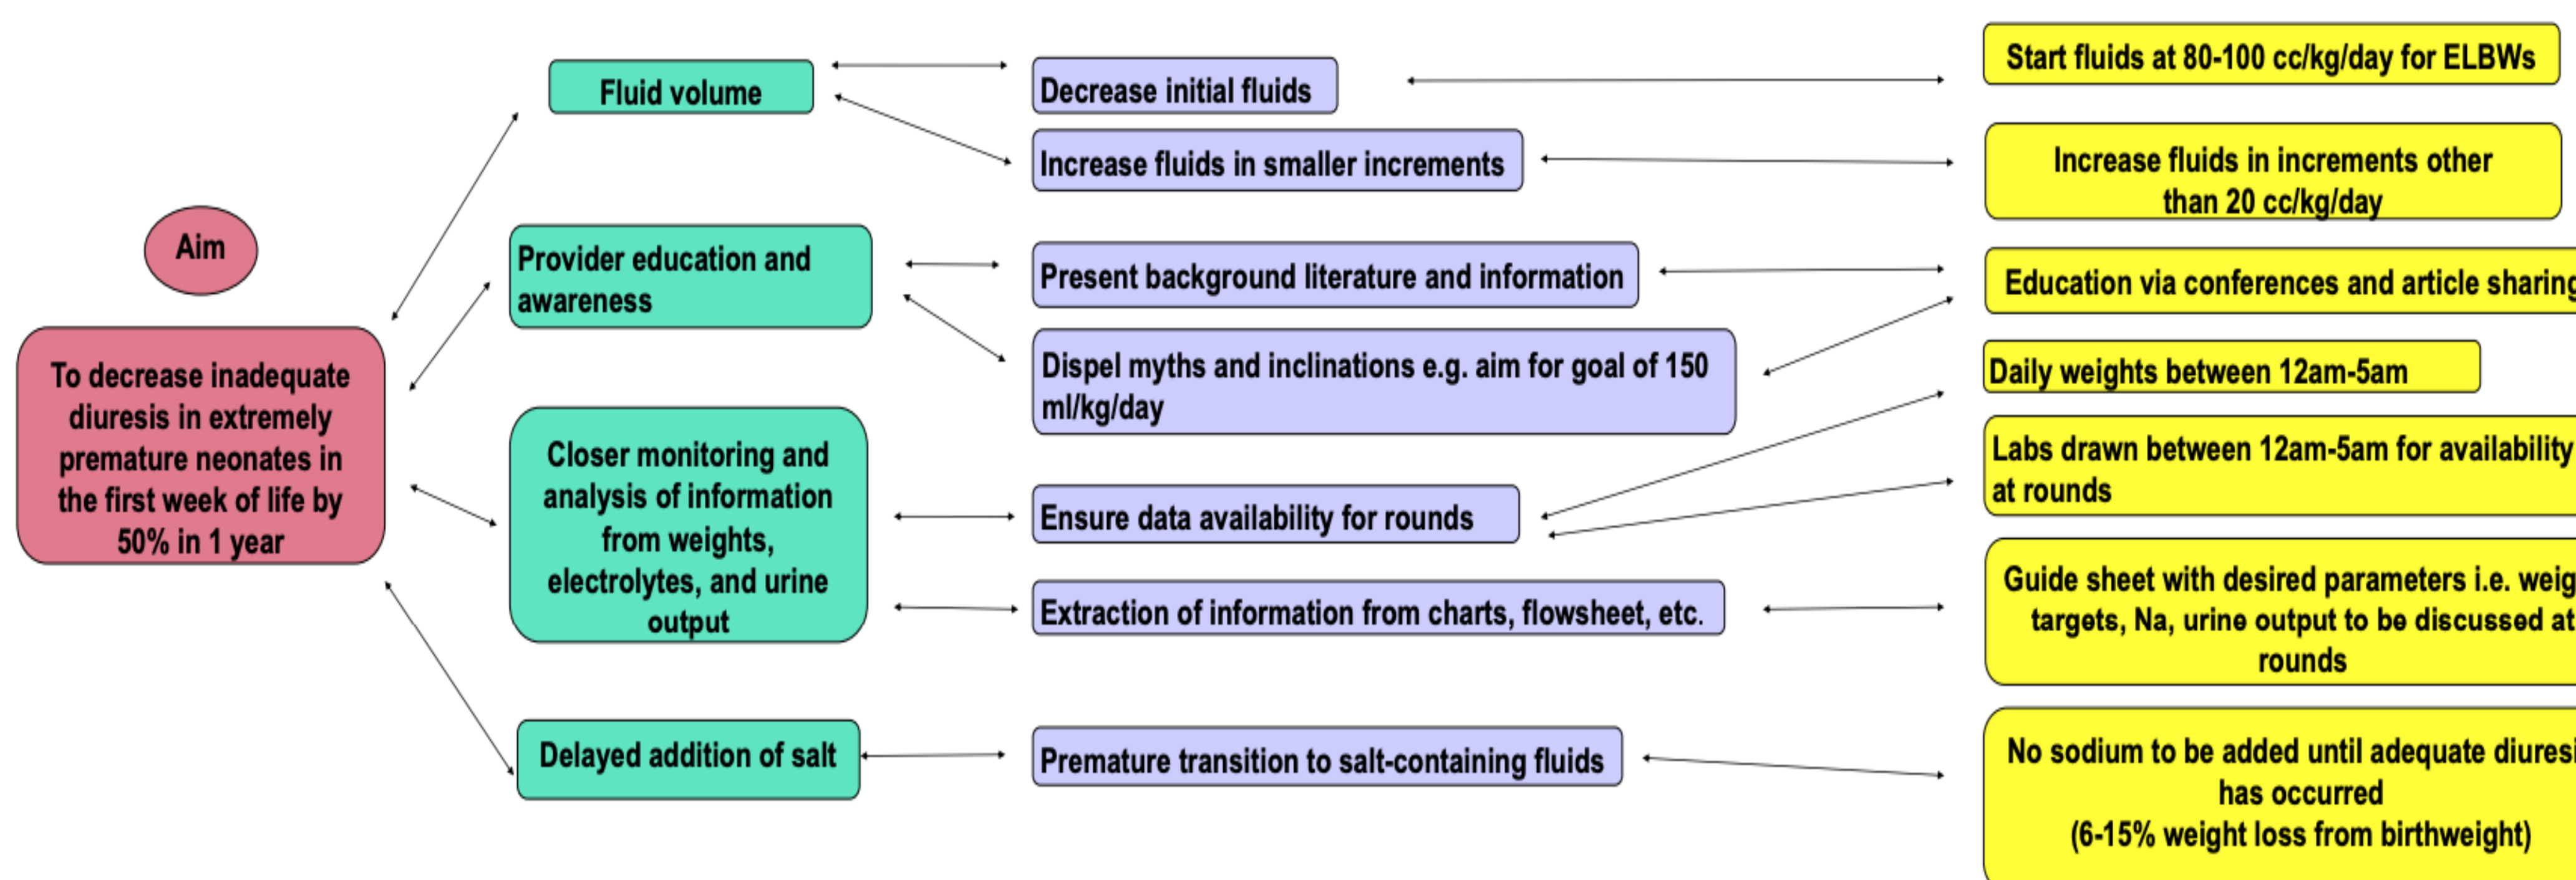 Aim
To decrease inadequate
diuresis in extremely
premature neonates in
the first week of life by
50% in 1 year
Fluid volume
Provider education and
awareness
Closer monitoring and
analysis of information
from weights,
electrolytes, and urine
output
Delayed addition of salt
Decrease initial fluids
Increase fluids in smaller increments
Present background literature and information
Dispel myths and inclinations e.g. aim for goal of 150
ml/kg/day
Ensure data availability for rounds
Extraction of information from charts, flowsheet, etc.
Premature transition to salt-containing fluids
Start fluids at 80-100 cc/kg/day for ELBWs
Increase fluids in increments other
than 20 cc/kg/day
Education via conferences and article sharing
Daily weights between 12am-5am
Labs drawn between 12am-5am for availability
at rounds
Guide sheet with desired parameters i.e. weig
targets, Na, urine output to be discussed at
rounds
No sodium to be added until adequate diuresi
has occurred
(6-15% weight loss from birthweight)